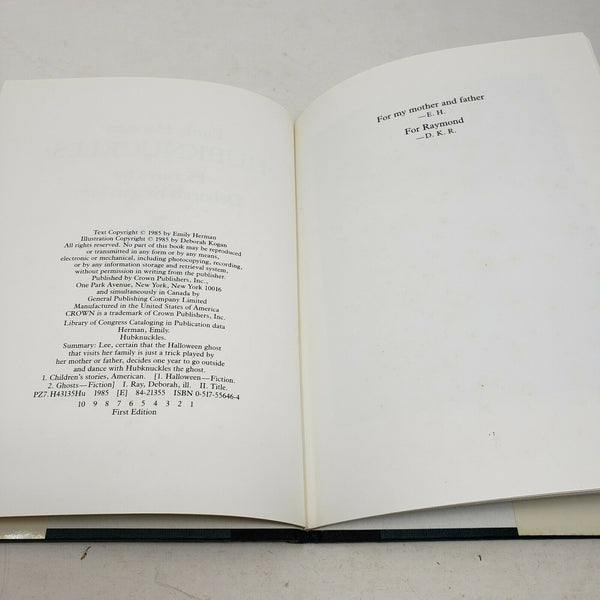 Text Copyright © 1985 by Emily Herman
Illustration Copyright © 1985 by Deborah Kogan
All rights reserved. No part of this book may be reproduced
or transmitted in any form or by any means,
electronic or mechanical, including photocopying, recording,
or by any information storage and retrieval system,
without permission in writing from the publisher.
Published by Crown Publishers, Inc.,
One Park Avenue, New York, New York 10016
and simultaneously in Canada by
General Publishing Company Limited
Manufactured in the United States of America
CROWN is a trademark of Crown Publishers, Inc.
Library of Congress Cataloging in Publication data
Herman, Emily.
Hubknuckles.
Summary: Lee, certain that the Halloween ghost
that visits her family is just a trick played by
her mother or father, decides one year to go outside
and dance with Hubknuckles the ghost.
1. Children's stories, American. [1. Halloween—Fiction.
2. Ghosts—Fiction] I. Ray, Deborah, ill. II. Title.
PZ7.H43135Hu 1985 [E] 84-21355 ISBN 0-517-55646-4
10 9 8 7 6 5 4 3 2 1
First Edition
For my mother and father
—E. H.
For Raymond
—D. K. R.